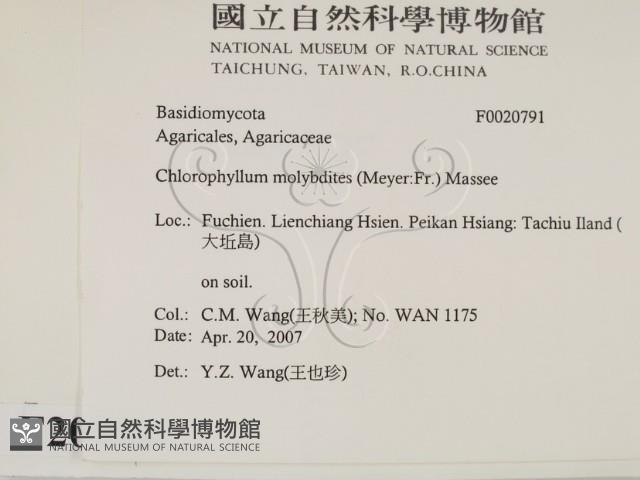 國立自然科學博物館
NATIONAL MUSEUM OF NATURAL SCIENCE
TAICHUNG, TAIWAN, R.O.CHINA
Basidiomycota F0020791
Agaricales, Agaricaceae
Chlorophyllum molybdites (Meyer:Fr.) Massee
Loc.: Fuchien. Lienchiang Hsien. Peikan Hsiang: Tachiu Iland (
大坵島)
on soil.
Col.: C.M. Wang(王秋美); No. WAN 1175
Date: Apr. 20, 2007
Det.: Y.Z. Wang(王也珍)
國立自然科學博物館
NATIONAL MUSEUM OF NATURAL SCIENCE